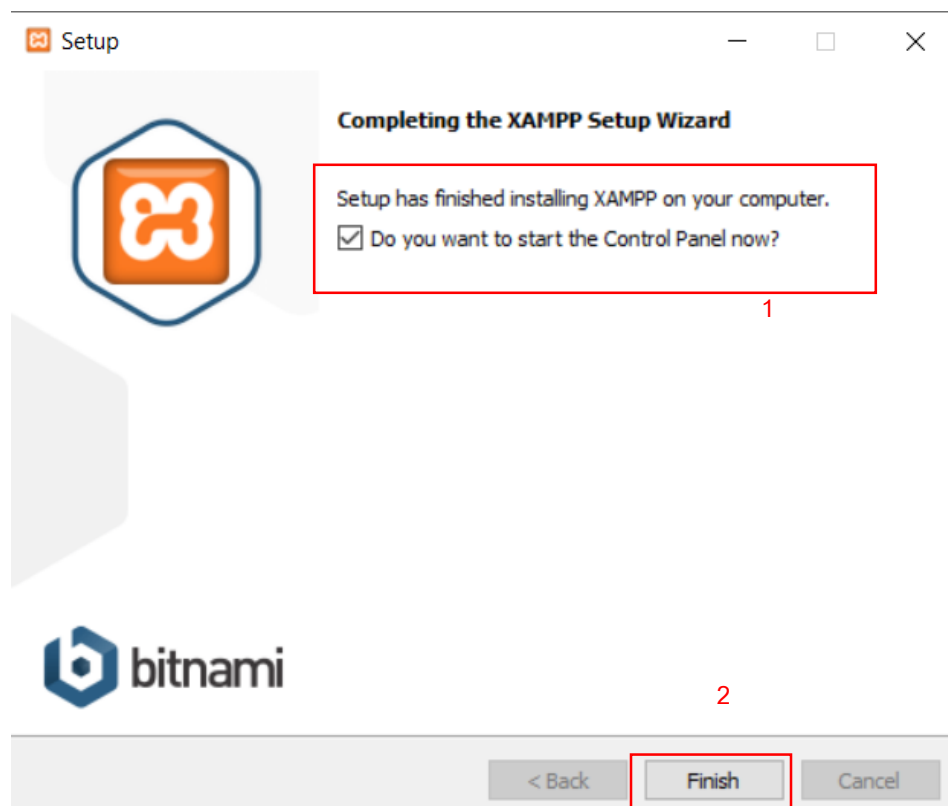 Setup
Completing the XAMPP Setup Wizard
Setup has finished installing XAMPP on your computer.
Do you want to start the Control Panel now?
1
bitnami
2
< Back
Finish
Cancel